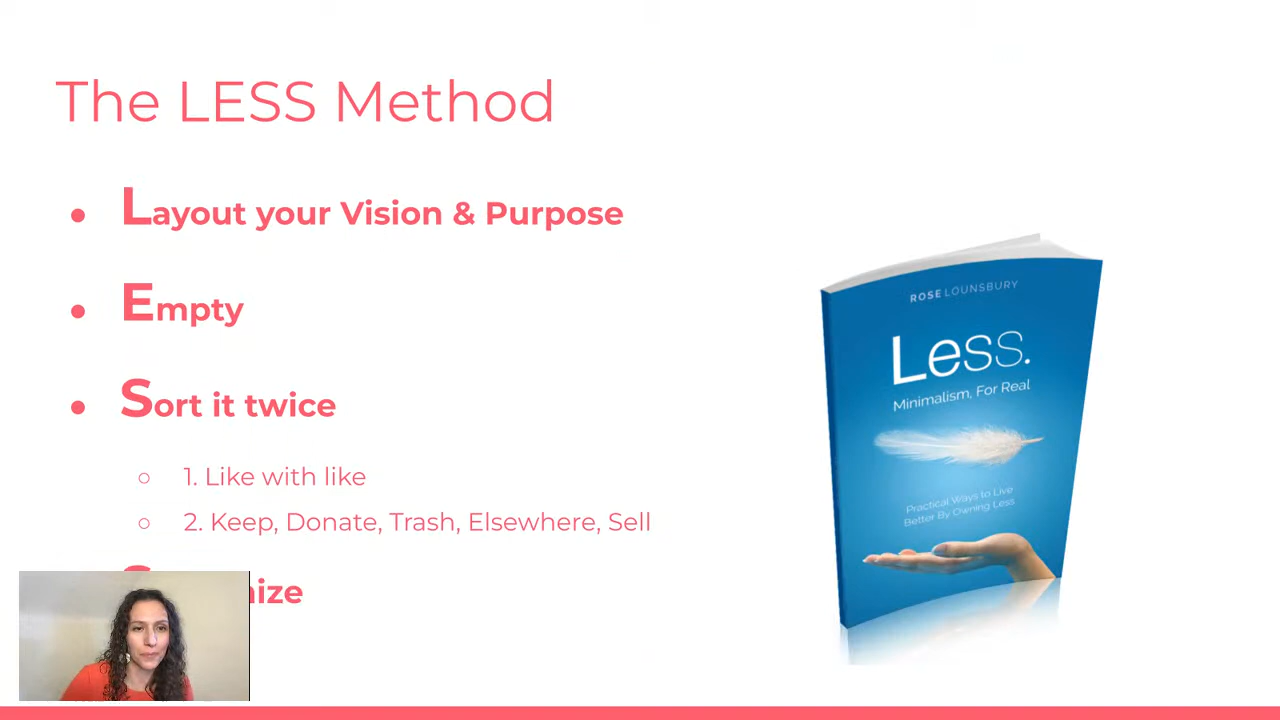 The LESS Method
Layout your Vision & Purpose
Empty
Sort it twice
1. Like with like
2. Keep, Donate, Trash, Elsewhere, Sell
ROSE LOUNSBURY
Less.
Minimalism, For Real
Practical Ways to Live
Better By Owning Less